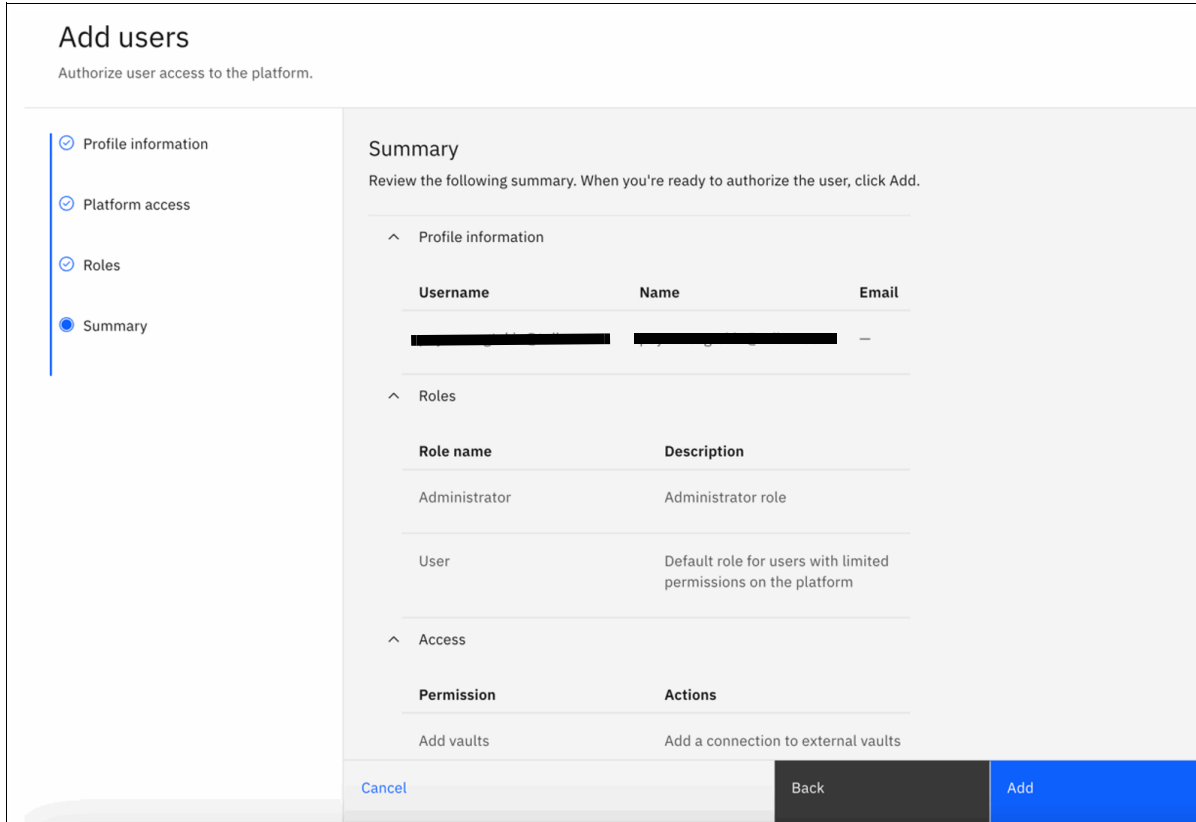 Add users
Authorize user access to the platform.
Profile information
Platform access
Roles
Summary
Summary
Review the following summary. When you're ready to authorize the user, click Add.
Profile information
Username Name Email
–
Roles
Role name Description
Administrator Administrator role
User Default role for users with limited
permissions on the platform
Access
Permission Actions
Add vaults Add a connection to external vaults
Cancel Back Add